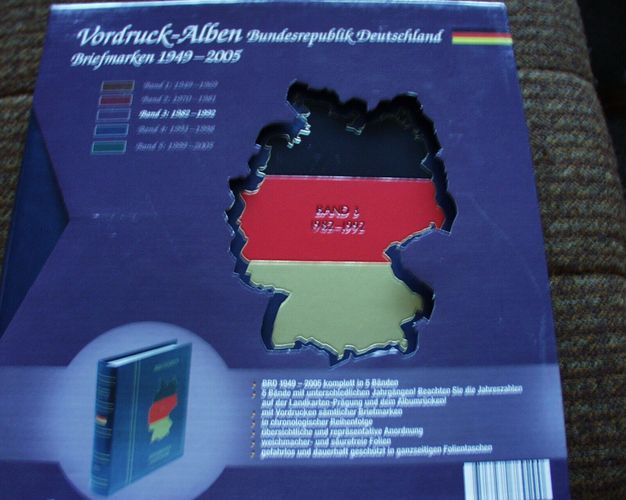 Vordruck-Alben Bundesrepublik Deutschland
Briefmarken 1949-2005
Band 1: 1949-1969
Band 2: 1970-1981
Band 3: 1982-1992
Band 4: 1993-1998
Band 5: 1999-2005
BAND 3
1982-1992
BRD 1949 – 2005 komplett in 5 Bänden
5 Bände mit unterschiedlichen Jahrgängen! Beachten Sie die Jahreszahlen
auf der Landkarten-Prägung und dem Albumrücken!
mit Vordrucken sämtlicher Briefmarken
in chronologischer Reihenfolge
übersichtliche und repräsentative Anordnung
weichmacher- und säurefreie Folien
gefahrlos und dauerhaft geschützt in ganzseitigen Folientaschen